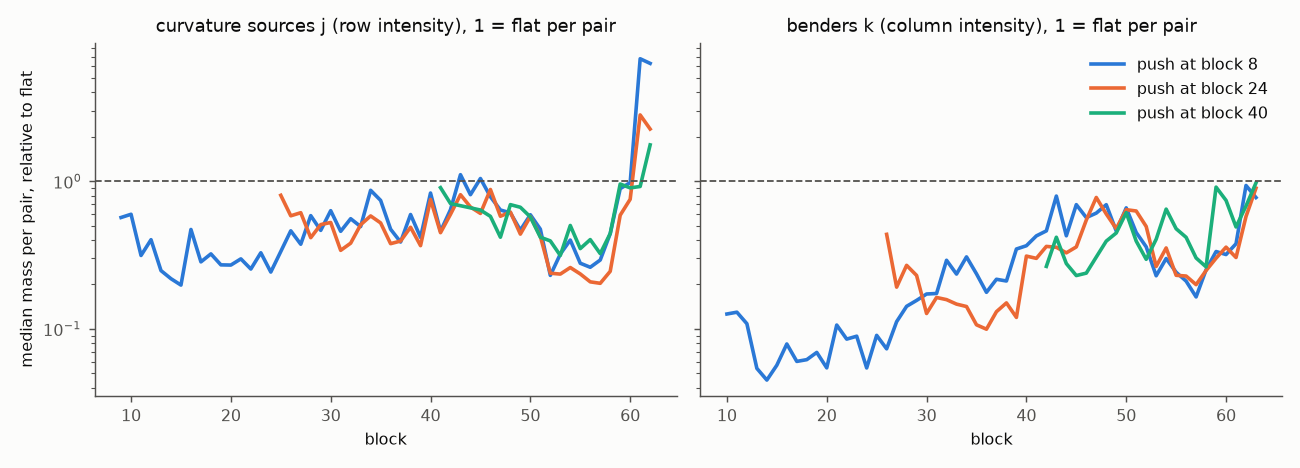 curvature sources j (row intensity), 1 = flat per pair
benders k (column intensity), 1 = flat per pair
median mass per pair, relative to flat
10⁰
10⁻¹
10 20 30 40 50 60
block
push at block 8
push at block 24
push at block 40
10 20 30 40 50 60
block